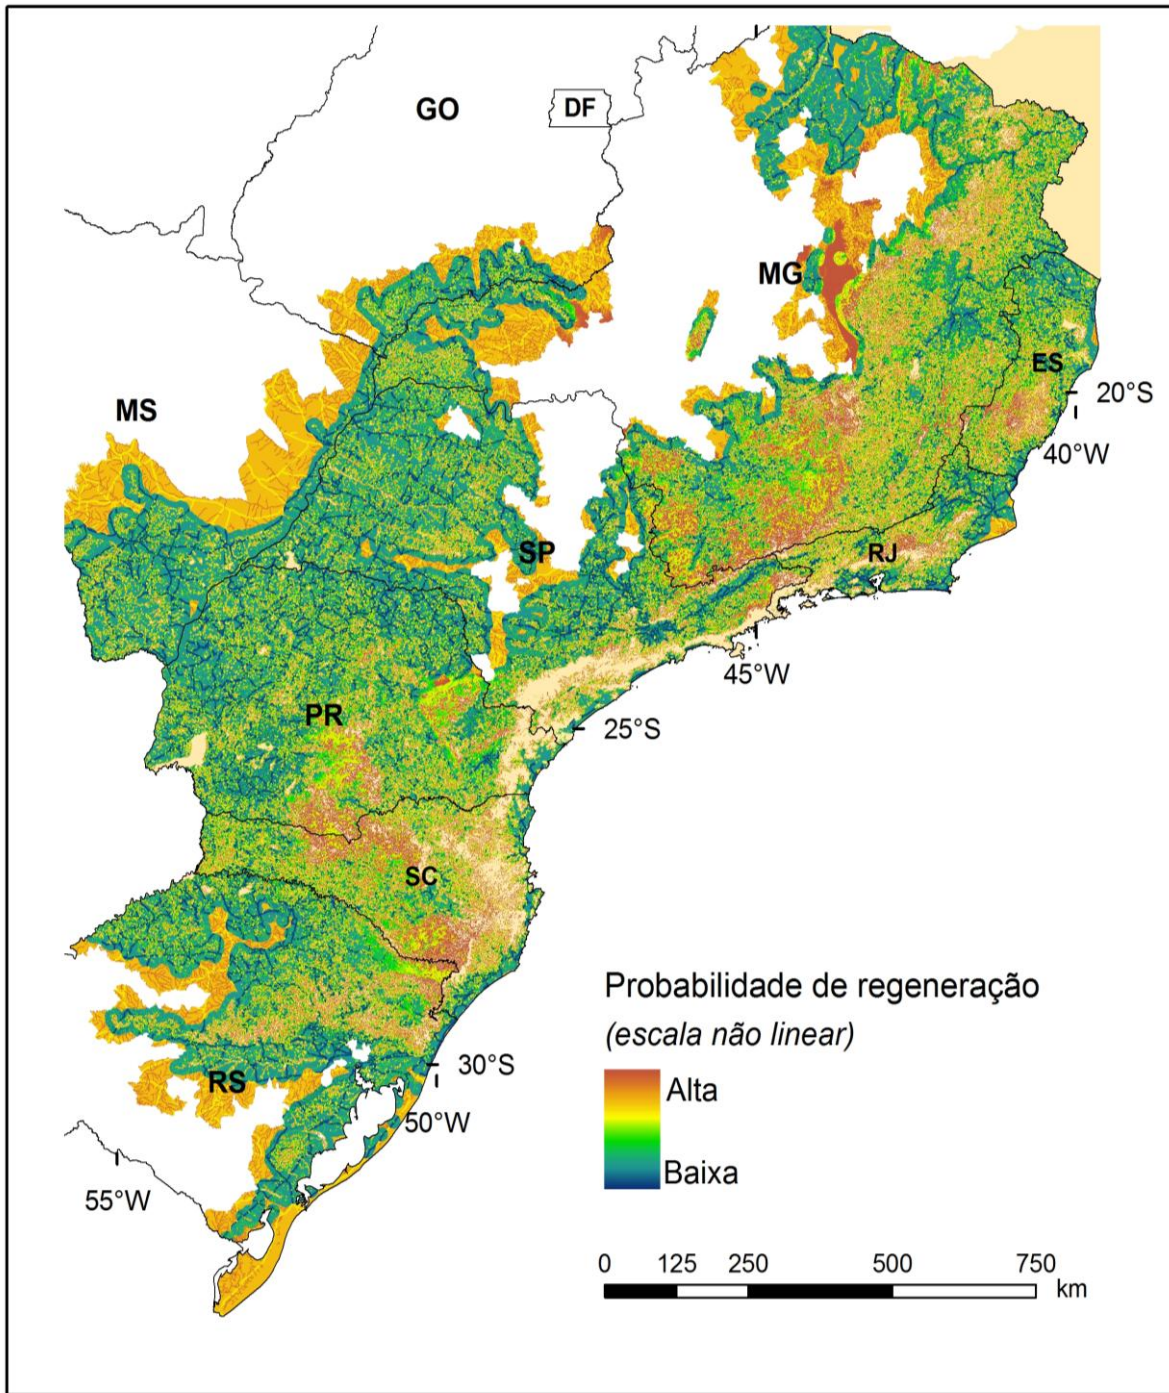 GO
DF
MG
ES
MS
20°S
40°W
SP
RJ
45°W
PR
25°S
SC
Probabilidade de regeneração
(escala não linear)
Alta
Baixa
RS
30°S
50°W
55°W
0 125 250 500 750
km